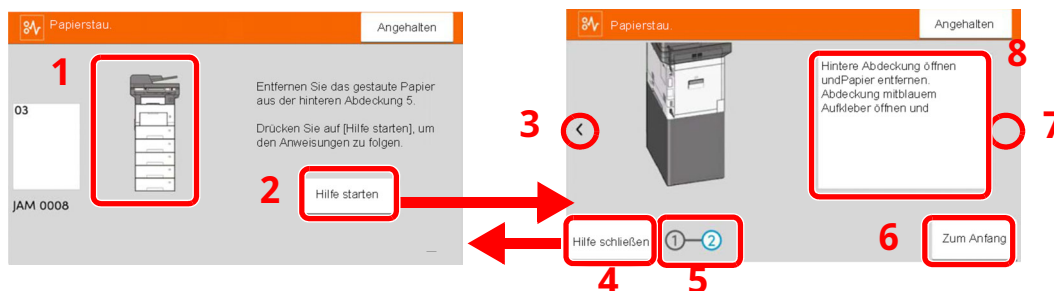 Papierstau.
Angehalten
1
03
JAM 0008
Entfernen Sie das gestaute Papier
aus der hinteren Abdeckung 5.
Drücken Sie auf [Hilfe starten], um
den Anweisungen zu folgen.
2
Hilfe starten
Papierstau.
Angehalten
8
Hintere Abdeckung öffnen
undPapier entfernen.
Abdeckung mitblauem
Aufkleber öffnen und
3
<
7
Hilfe schließen
1
2
6
Zum Anfang
4
5